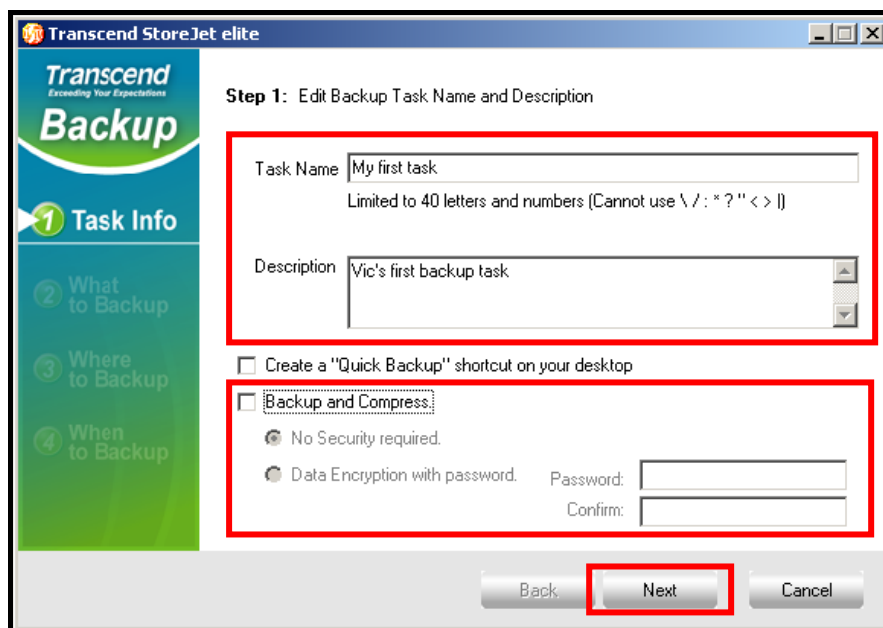 Transcend StoreJet elite
Transcend
Exceeding Your Expectations
Backup
1 Task Info
2 What
to Backup
3 Where
to Backup
4 When
to Backup
Step 1: Edit Backup Task Name and Description
Task Name My first task
Limited to 40 letters and numbers (Cannot use \ / : * ? " < > |)
Description Vic's first backup task
Create a "Quick Backup" shortcut on your desktop
Backup and Compress.
No Security required.
Data Encryption with password. Password:
Confirm:
Back Next Cancel